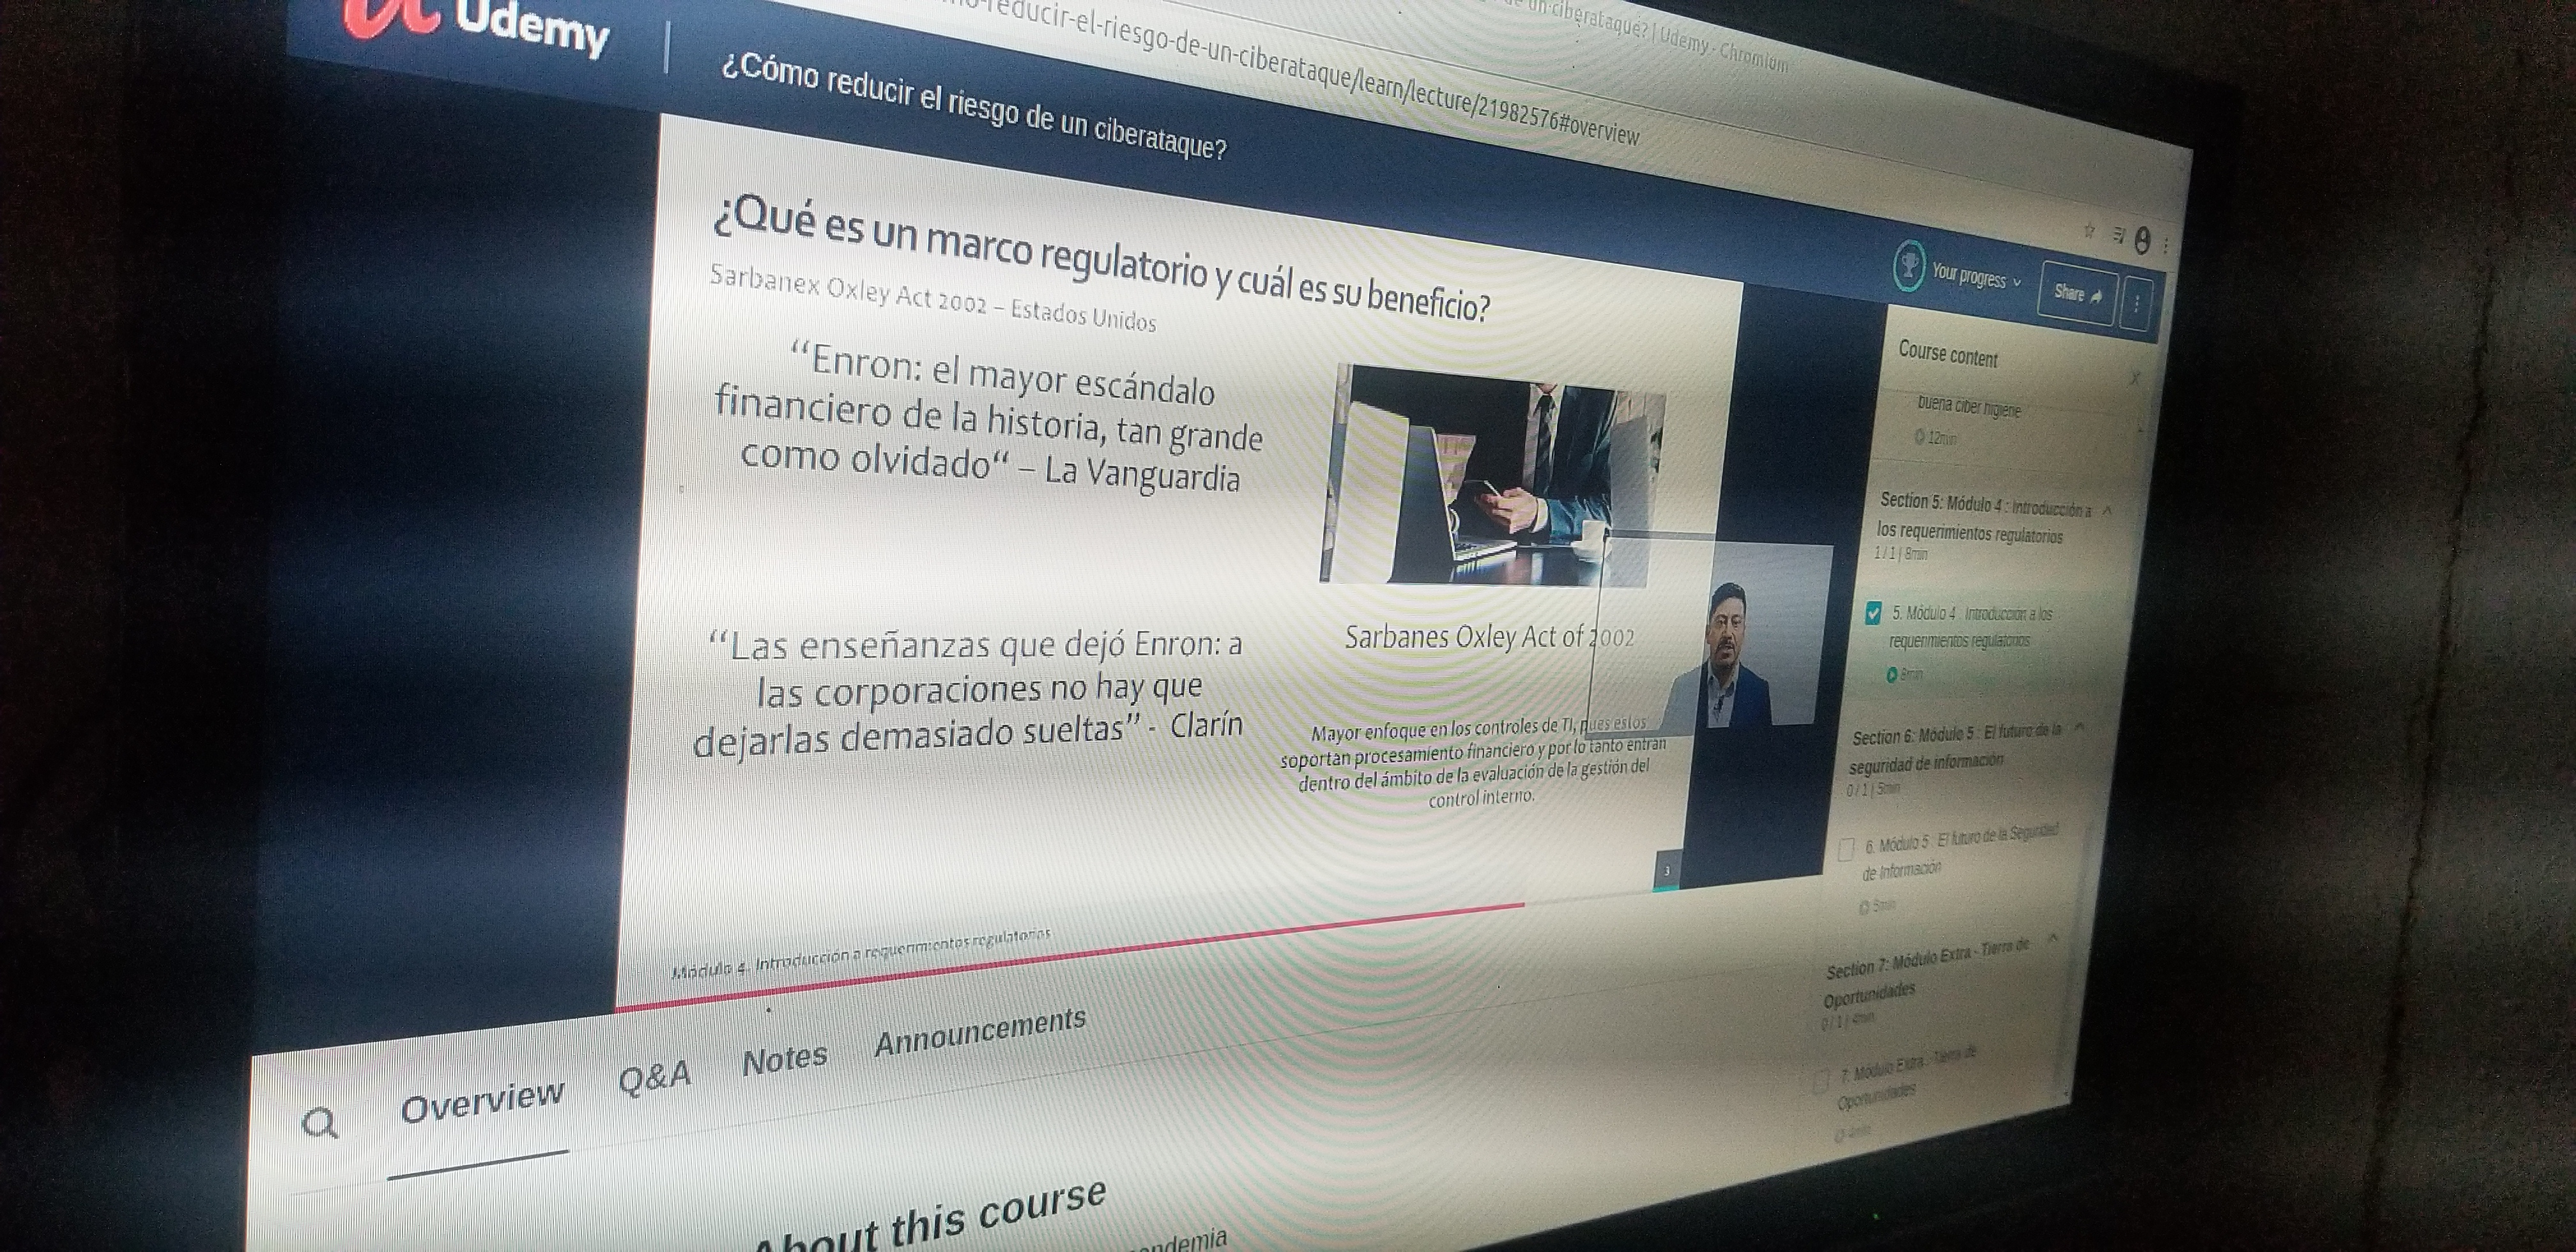 un-ciberataque? | Udemy - Chromium
reducir-el-riesgo-de-un-ciberataque/learn/lecture/21982576#overview
Udemy
¿Cómo reducir el riesgo de un ciberataque?
Your progress
Share
¿Qué es un marco regulatorio y cuál es su beneficio?
Sarbanex Oxley Act 2002 – Estados Unidos
“Enron: el mayor escándalo
financiero de la historia, tan grande
como olvidado“ – La Vanguardia
“Las enseñanzas que dejó Enron: a
las corporaciones no hay que
dejarlas demasiado sueltas” - Clarín
Sarbanes Oxley Act of 2002
Mayor enfoque en los controles de TI, pues estos
soportan procesamiento financiero y por lo tanto entran
dentro del ámbito de la evaluación de la gestión del
control interno.
3
Módulo 4. Introducción a requerimientos regulatorios
Course content
buena ciber higiene
12min
Section 5: Módulo 4 : Introducción a
los requerimientos regulatorios
1 / 1 | 8min
5. Módulo 4 : Introducción a los
requerimientos regulatorios
8min
Section 6: Módulo 5 : El futuro de la
seguridad de información
0 / 1 | 5min
6. Módulo 5 : El futuro de la Seguridad
de Información
5min
Section 7: Módulo Extra - Tierra de
Oportunidades
0 / 1 | 4min
7. Módulo Extra - Tierra de
Oportunidades
4min
Overview
Q&A
Notes
Announcements
About this course